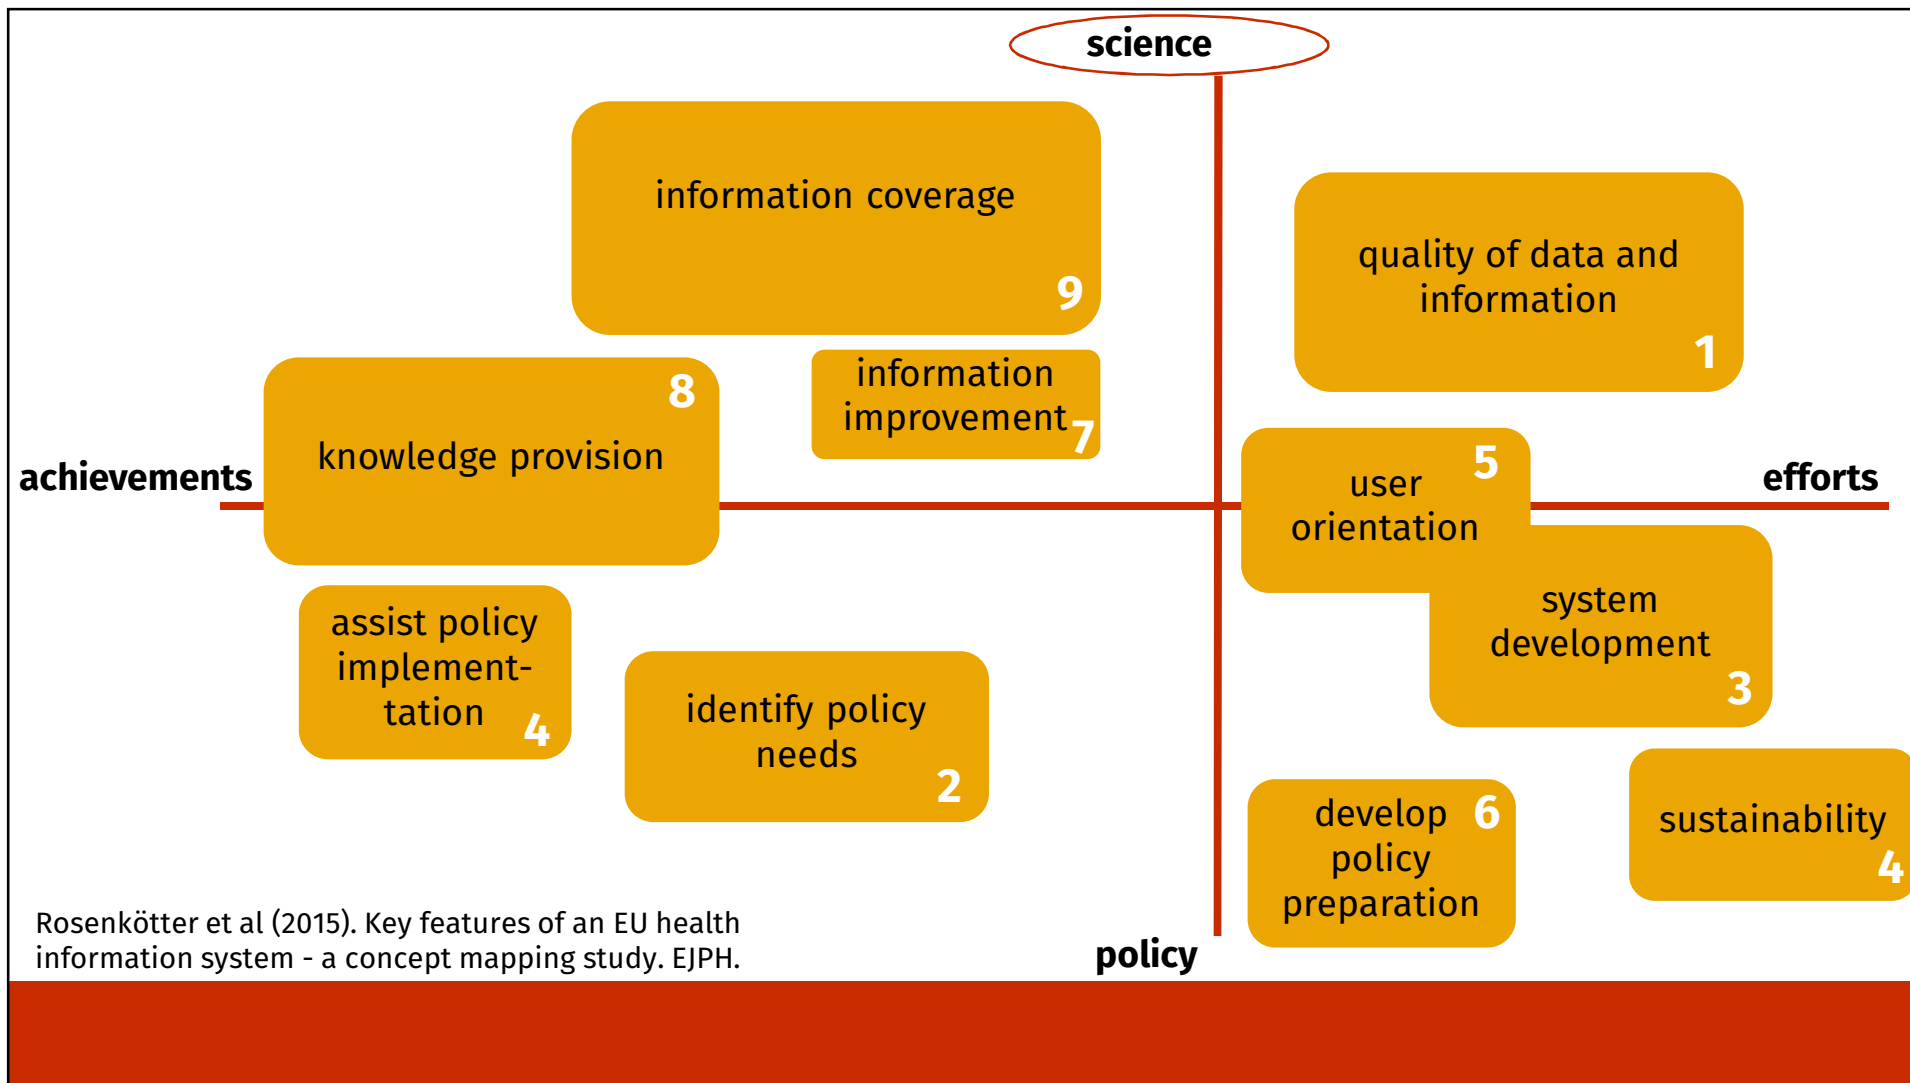 science
information coverage
9
quality of data and
information
1
information
improvement
7
8
knowledge provision
achievements
efforts
5
user
orientation
system
development
3
assist policy
implement-
tation
4
identify policy
needs
2
6
develop
policy
preparation
sustainability
4
Rosenkötter et al (2015). Key features of an EU health
information system - a concept mapping study. EJPH.
policy